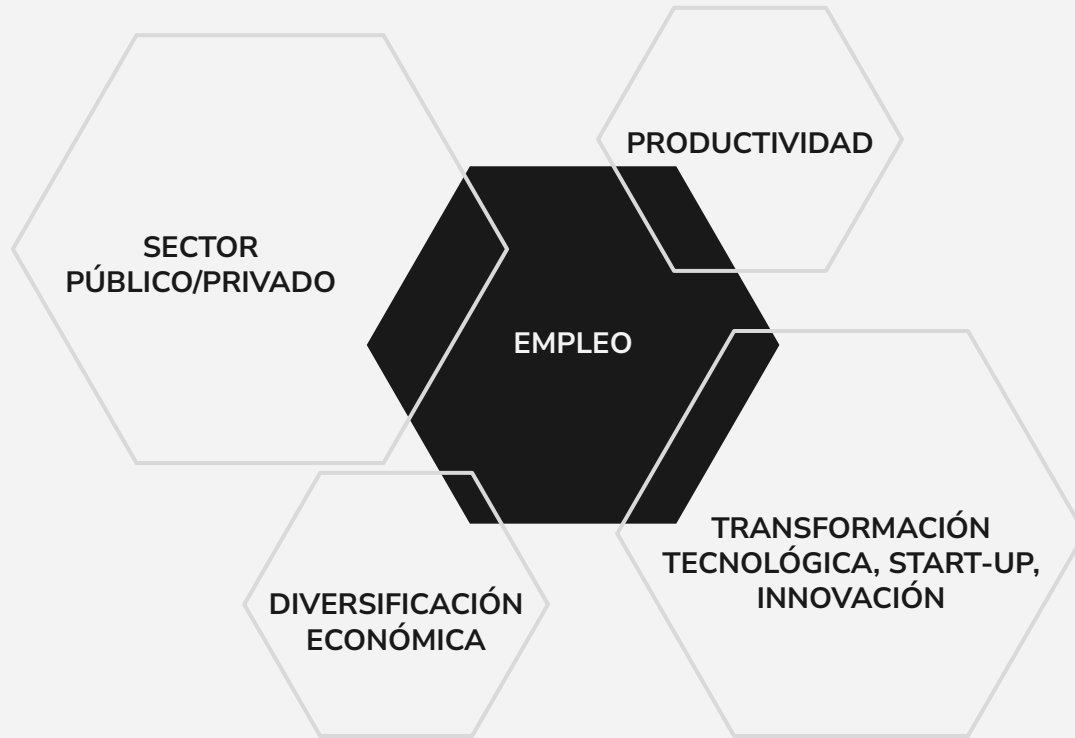 PRODUCTIVIDAD
SECTOR
PÚBLICO/PRIVADO
EMPLEO
TRANSFORMACIÓN
TECNOLÓGICA, START-UP,
INNOVACIÓN
DIVERSIFICACIÓN
ECONÓMICA